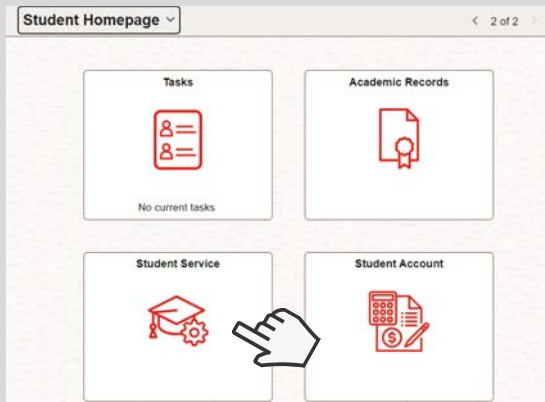 Student Homepage
2 of 2
Tasks
Academic Records
No current tasks
Student Service
Student Account